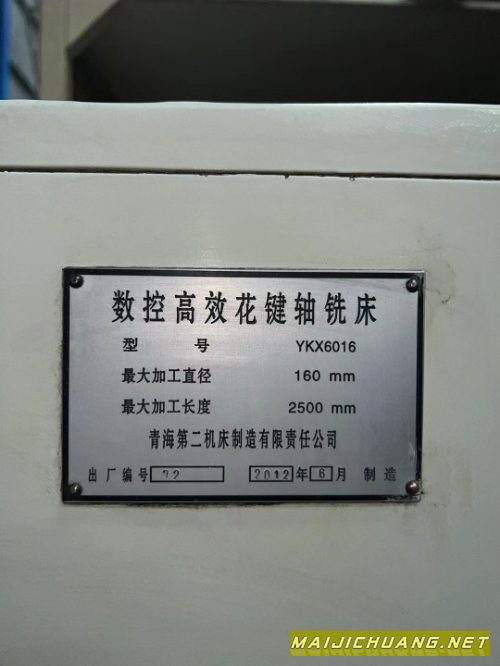 数控高效花键轴铣床
型 号 YKX6016
最大加工直径 160 mm
最大加工长度 2500 mm
青海第二机床制造有限责任公司
出厂编号 22 2012 年 6 月 制造
MAIJICHUANG.NET